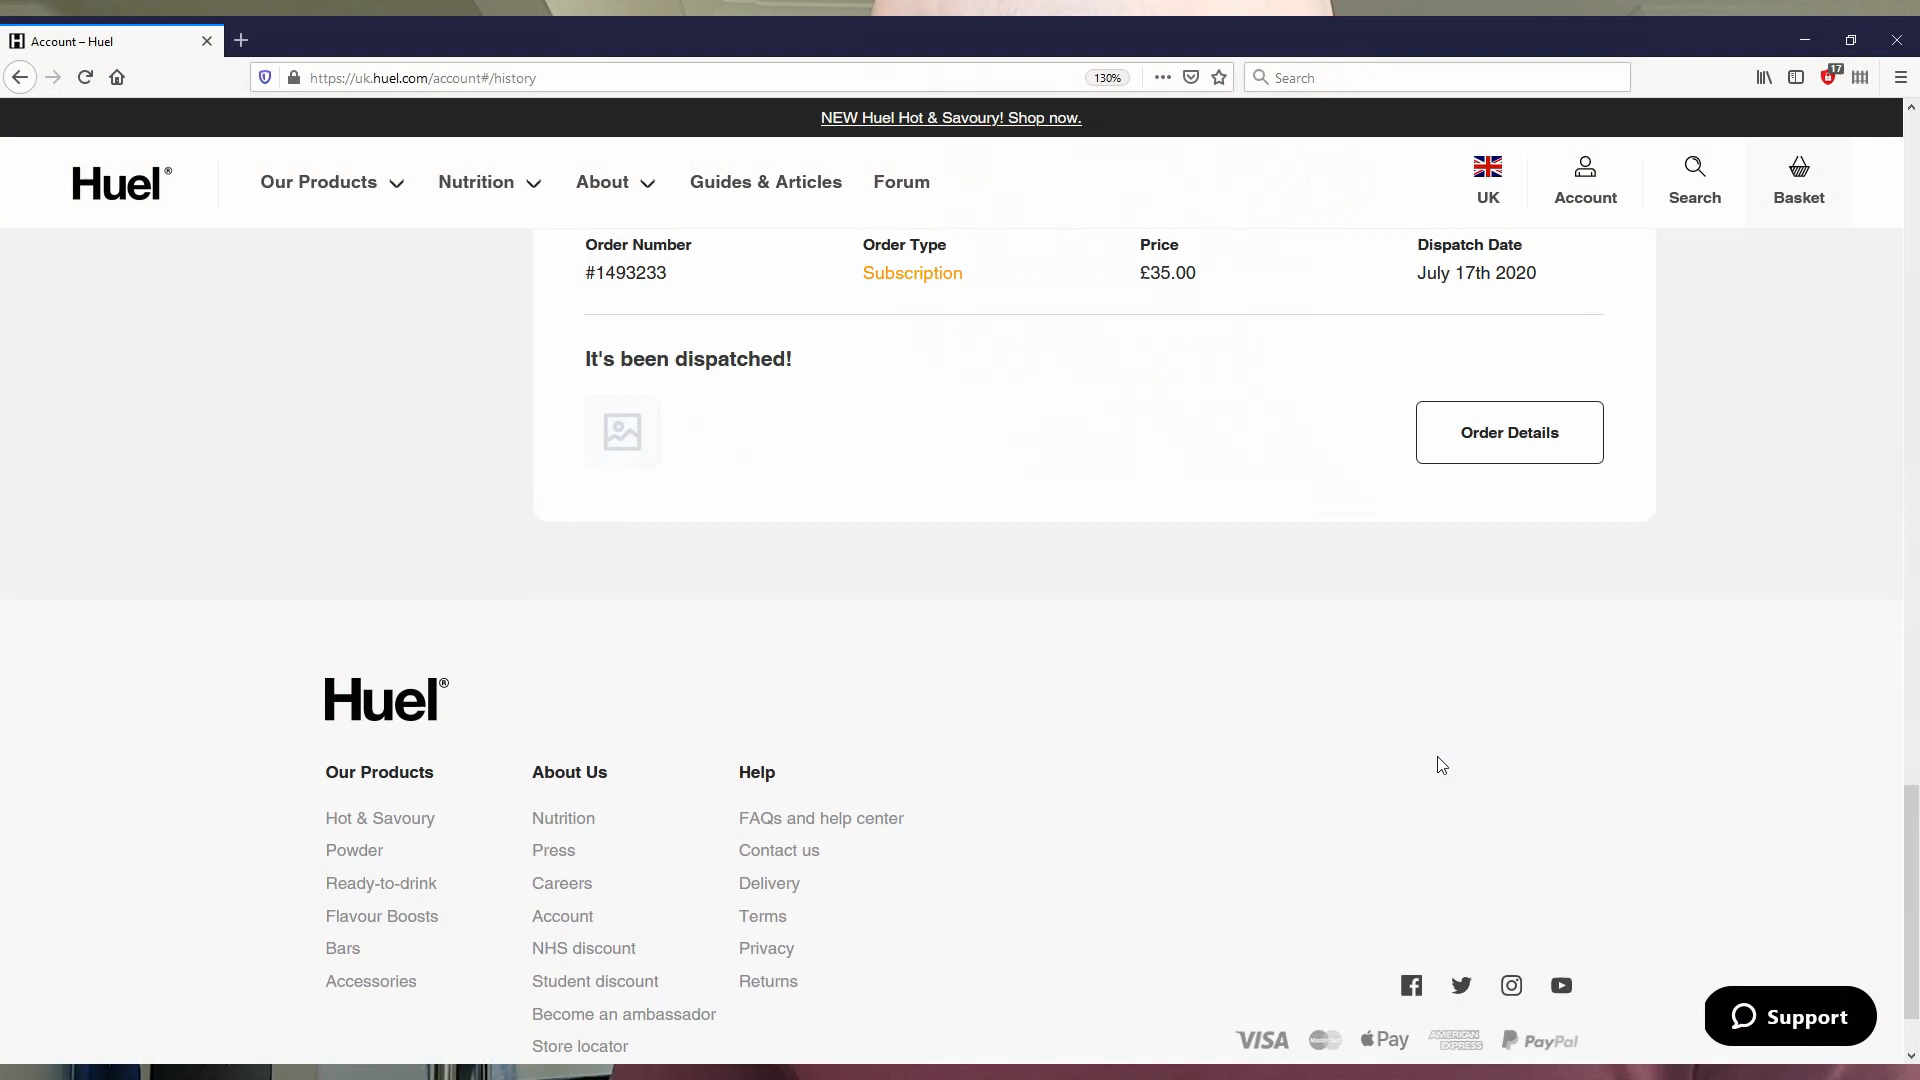 Account – Huel
https://uk.huel.com/account#/history
130%
Search
17
NEW Huel Hot & Savoury! Shop now.
Huel®
Our Products
Nutrition
About
Guides & Articles
Forum
UK
Account
Search
Basket
Order Number
Order Type
Price
Dispatch Date
#1493233
Subscription
£35.00
July 17th 2020
It's been dispatched!
Order Details
Huel®
Our Products
Hot & Savoury
Powder
Ready-to-drink
Flavour Boosts
Bars
Accessories
About Us
Nutrition
Press
Careers
Account
NHS discount
Student discount
Become an ambassador
Store locator
Help
FAQs and help center
Contact us
Delivery
Terms
Privacy
Returns
VISA
MasterCard
Pay
AMERICAN
EXPRESS
PayPal
Support